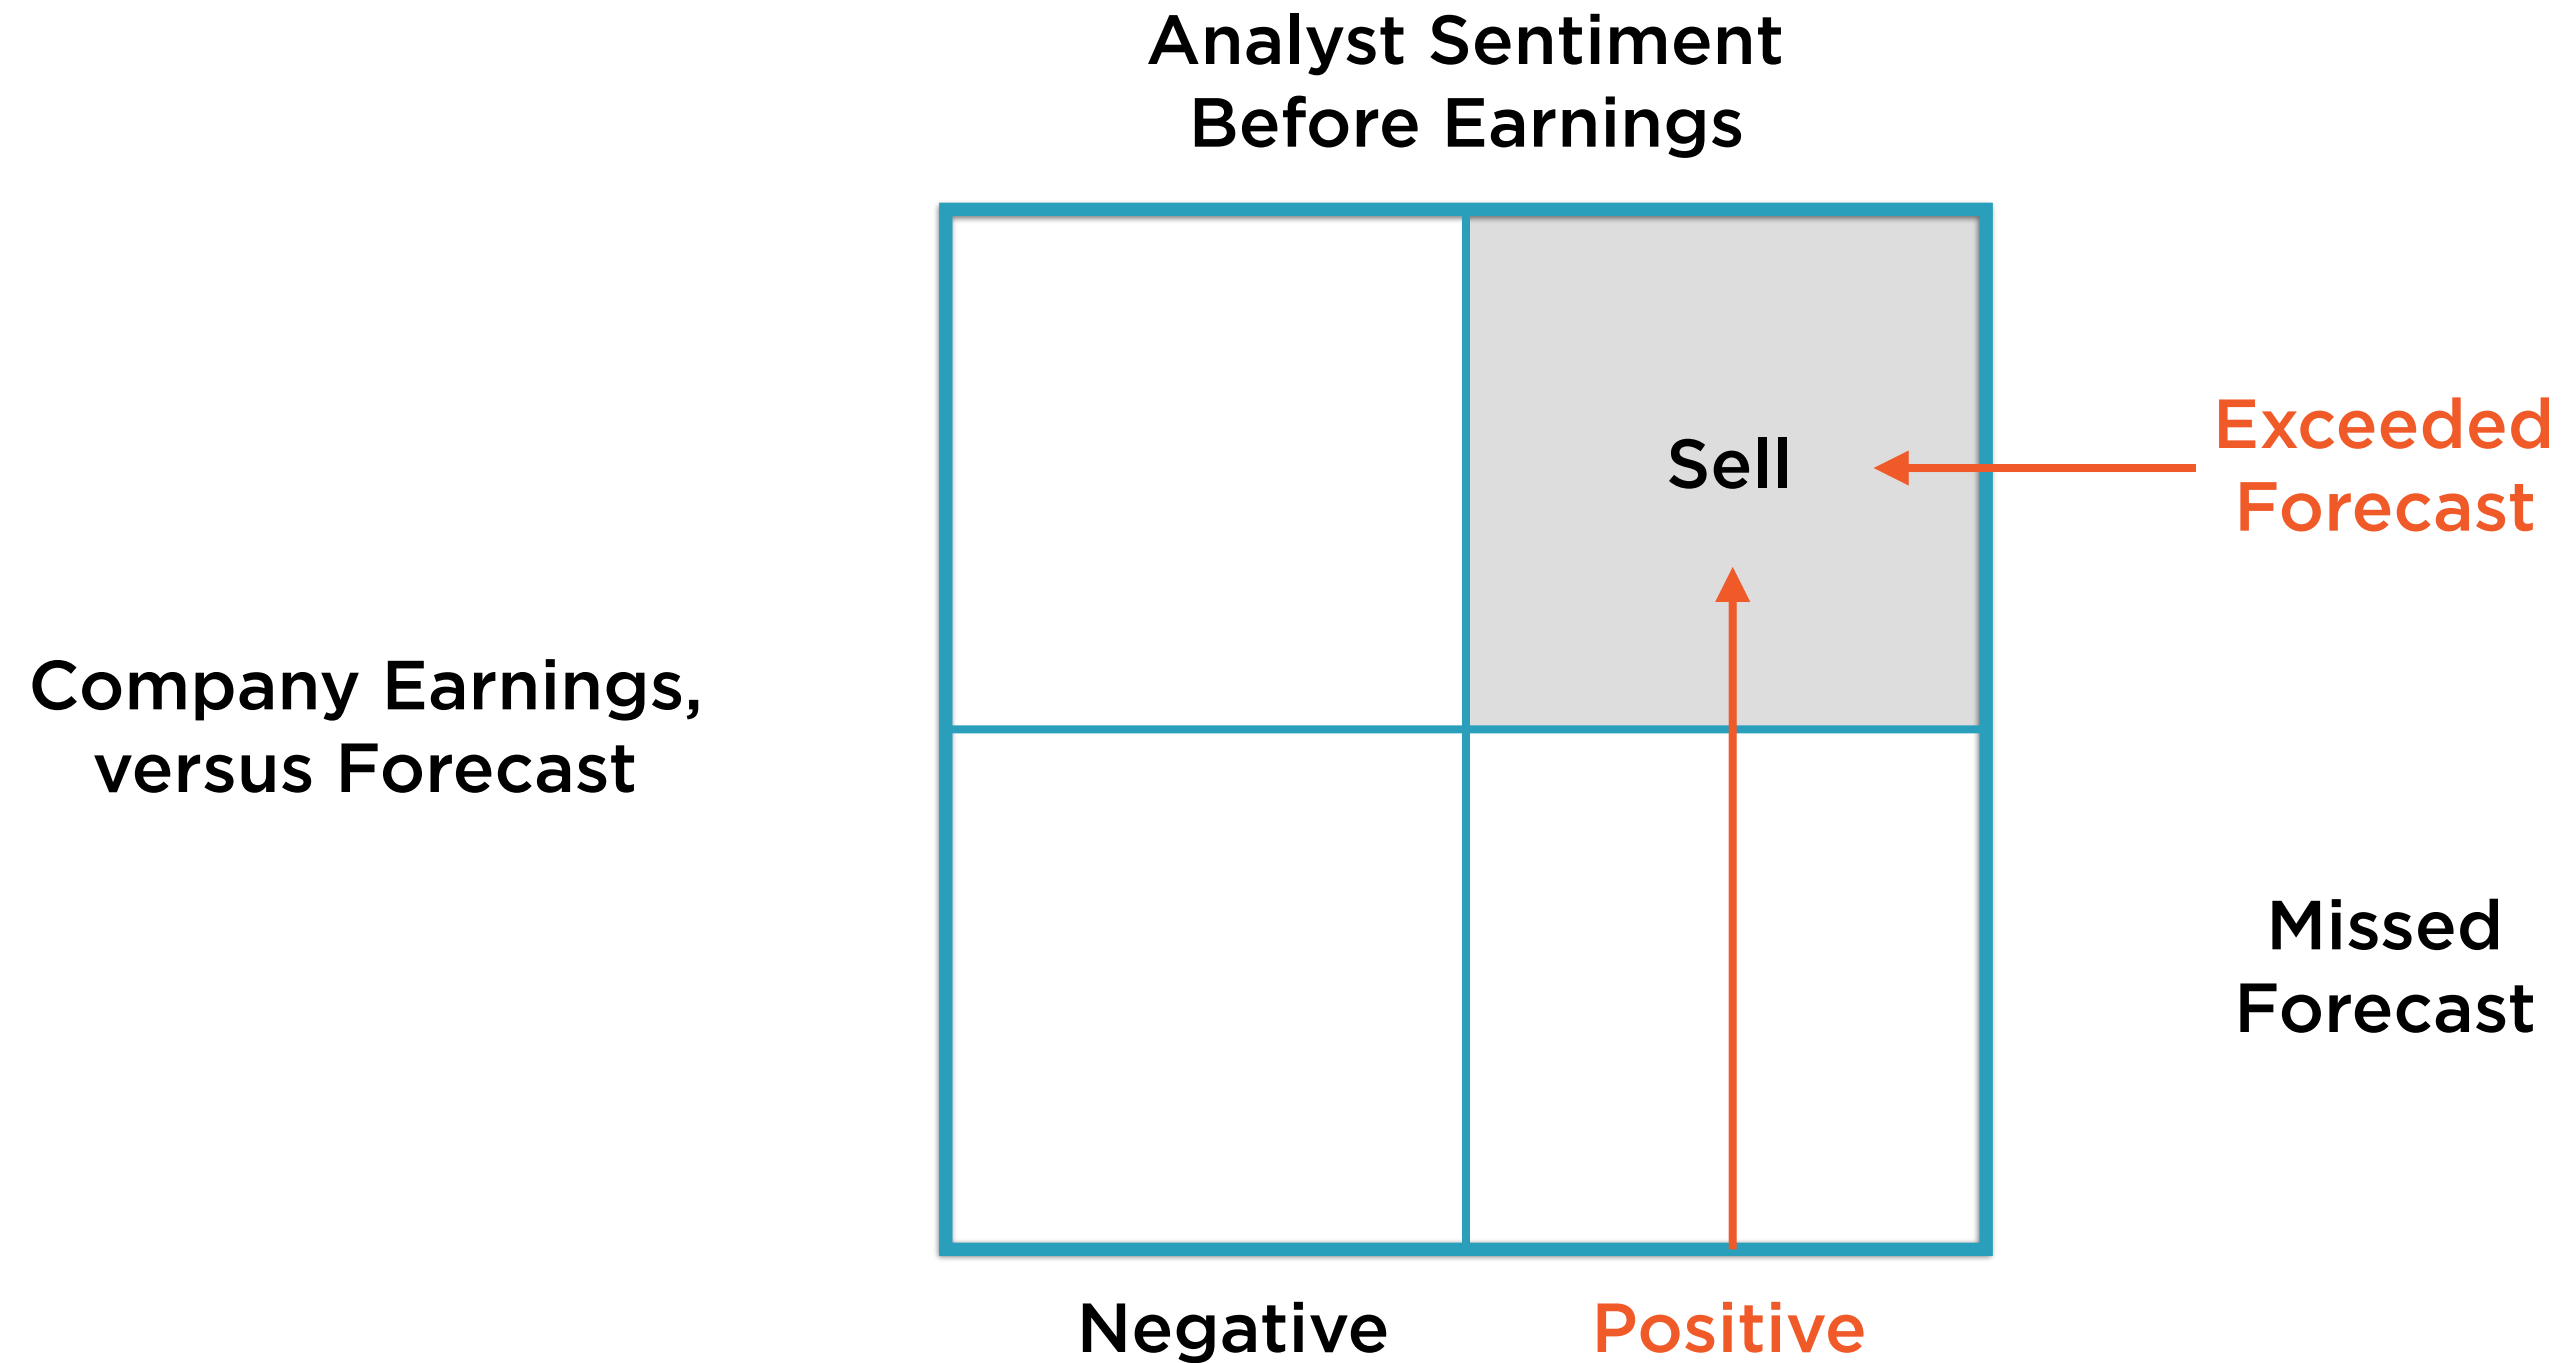 Analyst Sentiment
Before Earnings
Sell
Exceeded
Forecast
Company Earnings,
versus Forecast
Missed
Forecast
Negative
Positive